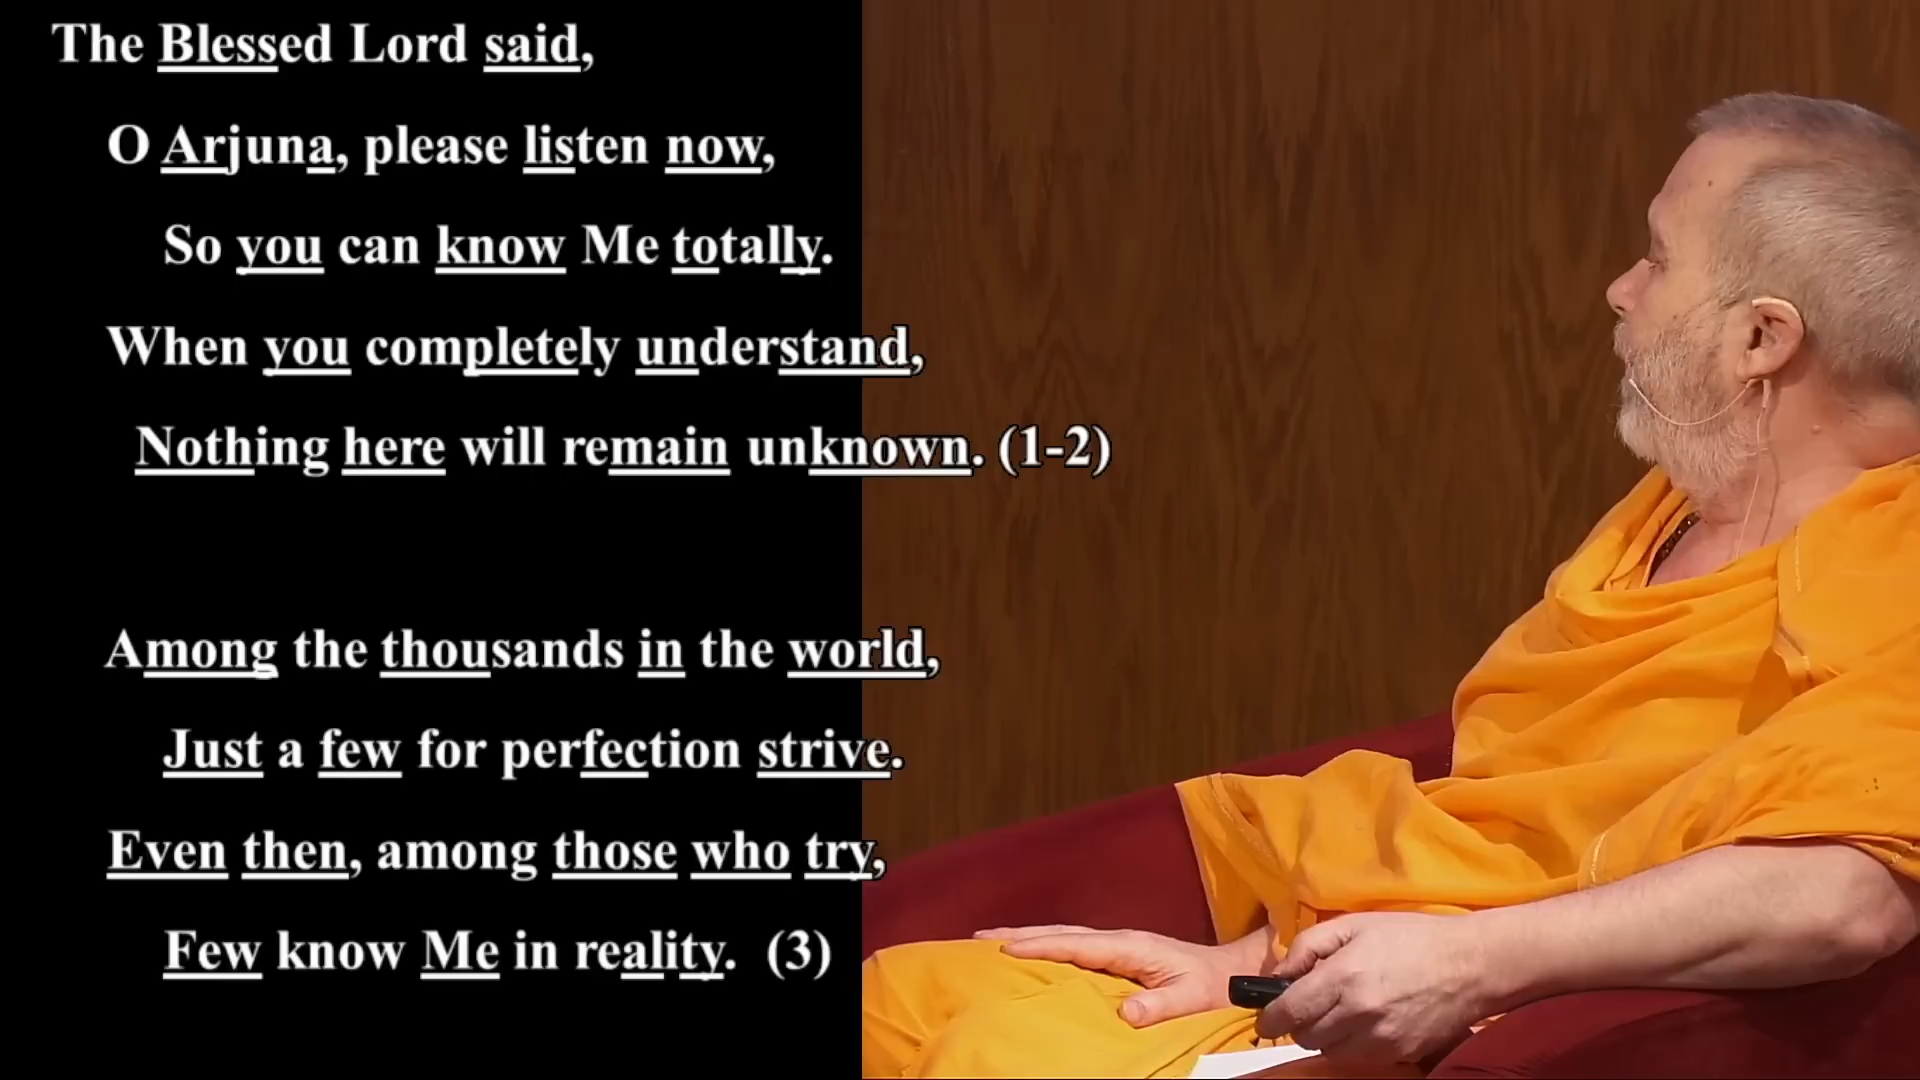 The Blessed Lord said,
O Arjuna, please listen now,
So you can know Me totally.
When you completely understand,
Nothing here will remain unknown. (1-2)
Among the thousands in the world,
Just a few for perfection strive.
Even then, among those who try,
Few know Me in reality. (3)